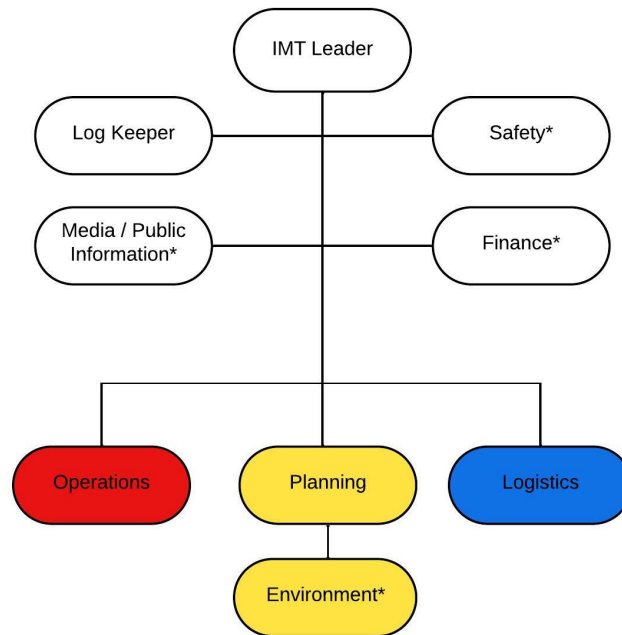 IMT Leader
Log Keeper
Safety*
Media / Public
Information*
Finance*
Operations
Planning
Logistics
Environment*